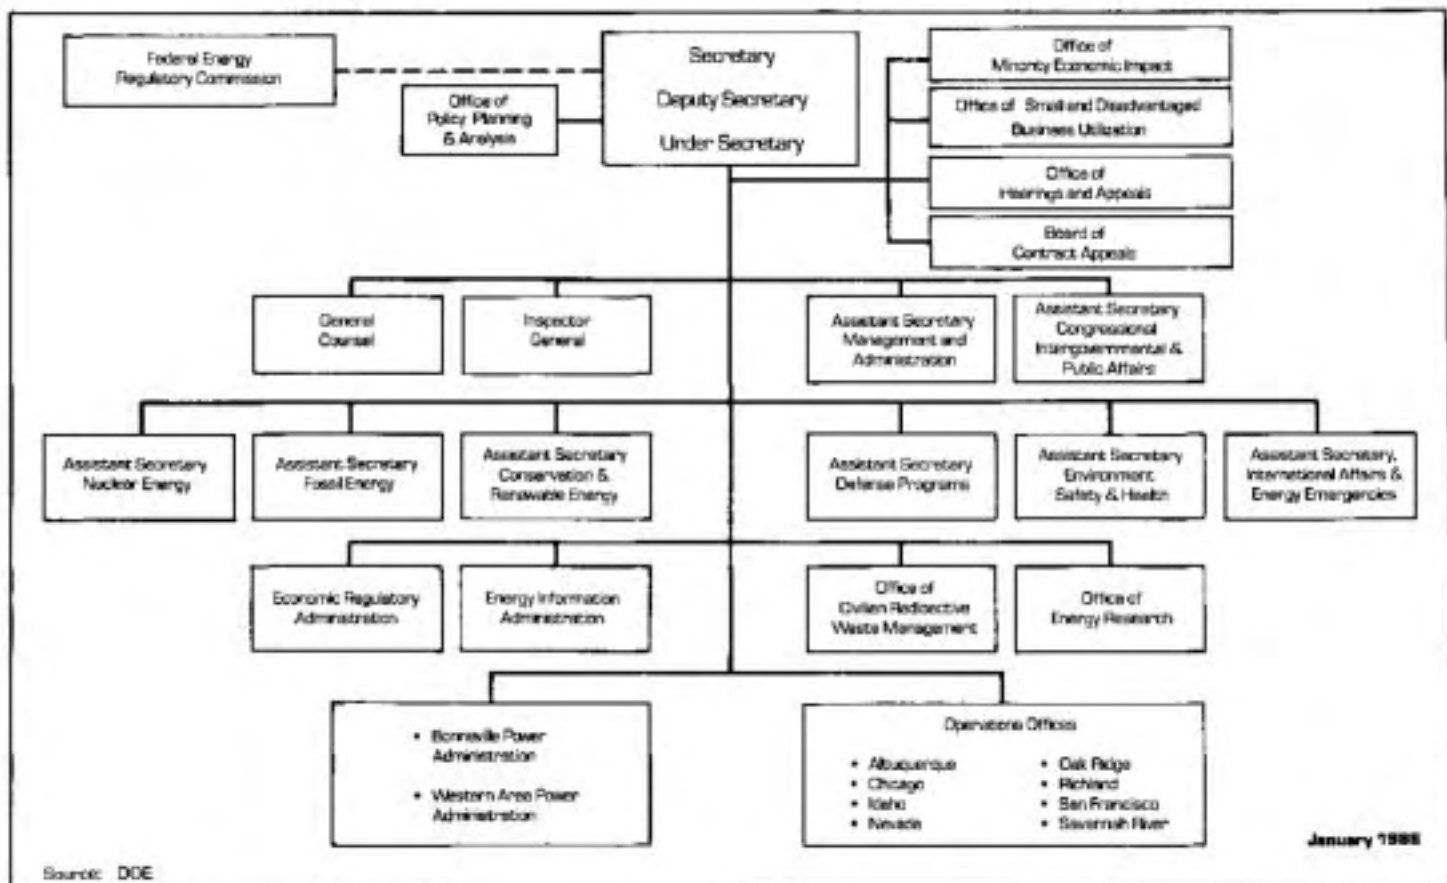 Federal Energy
Regulatory Commission
Office of
Policy Planning
& Analysis
Secretary
Deputy Secretary
Under Secretary
Office of
Minority Economic Impact
Office of Small and Disadvantaged
Business Utilization
Office of
Hearings and Appeals
Board of
Contract Appeals
General
Counsel
Inspector
General
Assistant Secretary
Management and
Administration
Assistant Secretary
Congressional
Intergovernmental &
Public Affairs
Assistant Secretary
Nuclear Energy
Assistant Secretary
Fossil Energy
Assistant Secretary
Conservation &
Renewable Energy
Assistant Secretary
Defense Programs
Assistant Secretary
Environment
Safety & Health
Assistant Secretary,
International Affairs &
Energy Emergencies
Economic Regulatory
Administration
Energy Information
Administration
Office of
Civilian Radioactive
Waste Management
Office of
Energy Research
• Bonneville Power
Administration
• Western Area Power
Administration
Operations Offices
• Albuquerque
• Chicago
• Idaho
• Nevada
• Oak Ridge
• Richland
• San Francisco
• Savannah River
January
Source: DOE